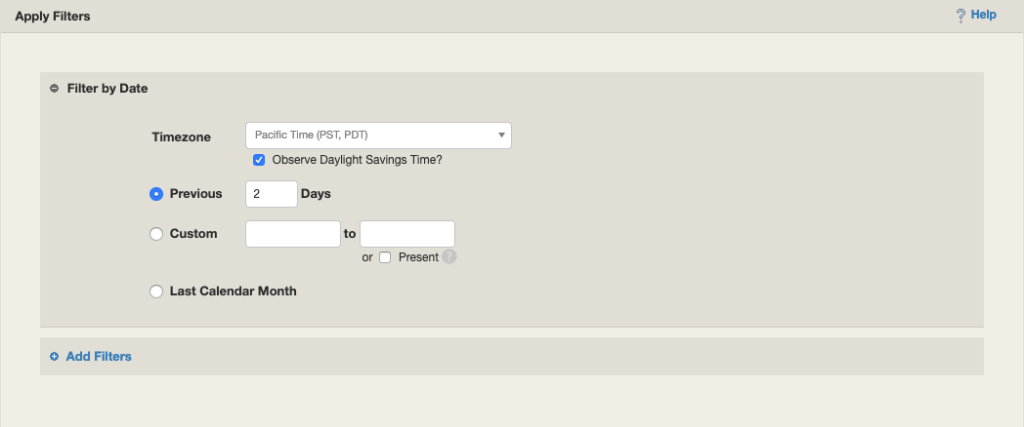 Apply Filters
? Help
Filter by Date
Timezone Pacific Time (PST, PDT)
Observe Daylight Savings Time?
Previous 2 Days
Custom to
or Present ?
Last Calendar Month
Add Filters